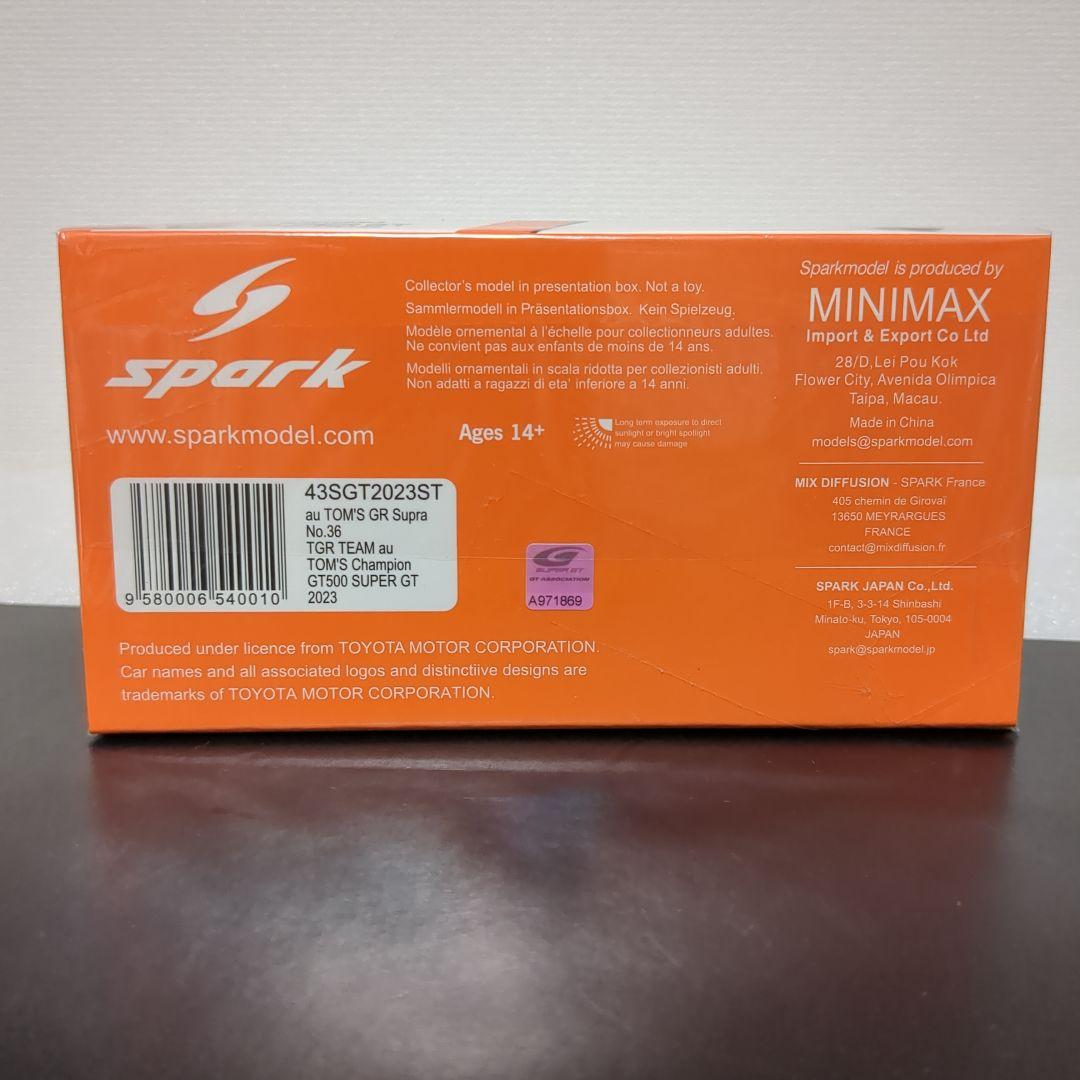 spark
www.sparkmodel.com
Collector's model in presentation box. Not a toy.
Sammlermodell in Präsentationsbox. Kein Spielzeug.
Modèle ornemental à l'échelle pour collectionneurs adultes.
Ne convient pas aux enfants de moins de 14 ans.
Modelli ornamentali in scala ridotta per collezionisti adulti.
Non adatti a ragazzi di eta' inferiore a 14 anni.
Ages 14+
Long term exposure to direct
sunlight or bright spotlight
may cause damage
Sparkmodel is produced by
MINIMAX
Import & Export Co Ltd
28/D,Lei Pou Kok
Flower City, Avenida Olimpica
Taipa, Macau.
Made in China
models@sparkmodel.com
MIX DIFFUSION - SPARK France
405 chemin de Girovaï
13650 MEYRARGUES
FRANCE
contact@mixdiffusion.fr
SPARK JAPAN Co.,Ltd.
1F-B, 3-3-14 Shinbashi
Minato-ku, Tokyo, 105-0004
JAPAN
spark@sparkmodel.jp
43SGT2023ST
au TOM'S GR Supra
No.36
TGR TEAM au
TOM'S Champion
GT500 SUPER GT
2023
9 580006 540010
SUPER GT
GT ASSOCIATION
A971869
Produced under licence from TOYOTA MOTOR CORPORATION.
Car names and all associated logos and distinctiive designs are
trademarks of TOYOTA MOTOR CORPORATION.